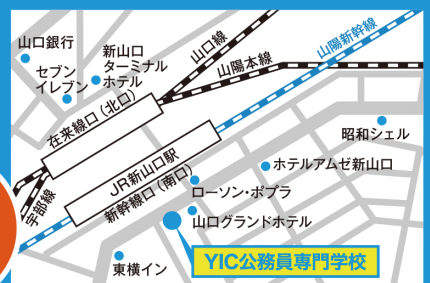 山口銀行
セブン
イレブン
新山口
ターミナル
ホテル
山口線
山陽本線
山陽新幹線
在来線口(北口)
宇部線
JR新山口駅
新幹線口(南口)
昭和シェル
ホテルアムゼ新山口
ローソン・ポプラ
山口グランドホテル
YIC公務員専門学校
東横イン